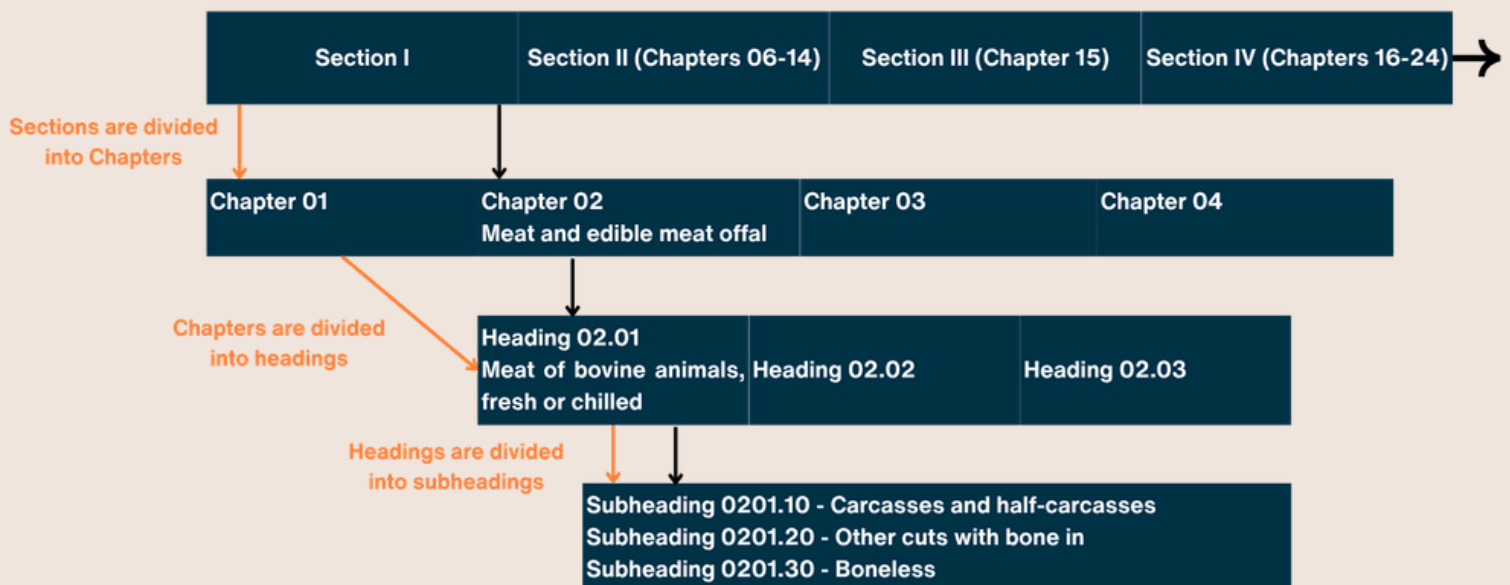 Section I
Section II (Chapters 06-14)
Section III (Chapter 15)
Section IV (Chapters 16-24)
Sections are divided
into Chapters
Chapter 01
Chapter 02
Meat and edible meat offal
Chapter 03
Chapter 04
Chapters are divided
into headings
Heading 02.01
Meat of bovine animals,
fresh or chilled
Heading 02.02
Heading 02.03
Headings are divided
into subheadings
Subheading 0201.10 - Carcasses and half-carcasses
Subheading 0201.20 - Other cuts with bone in
Subheading 0201.30 - Boneless